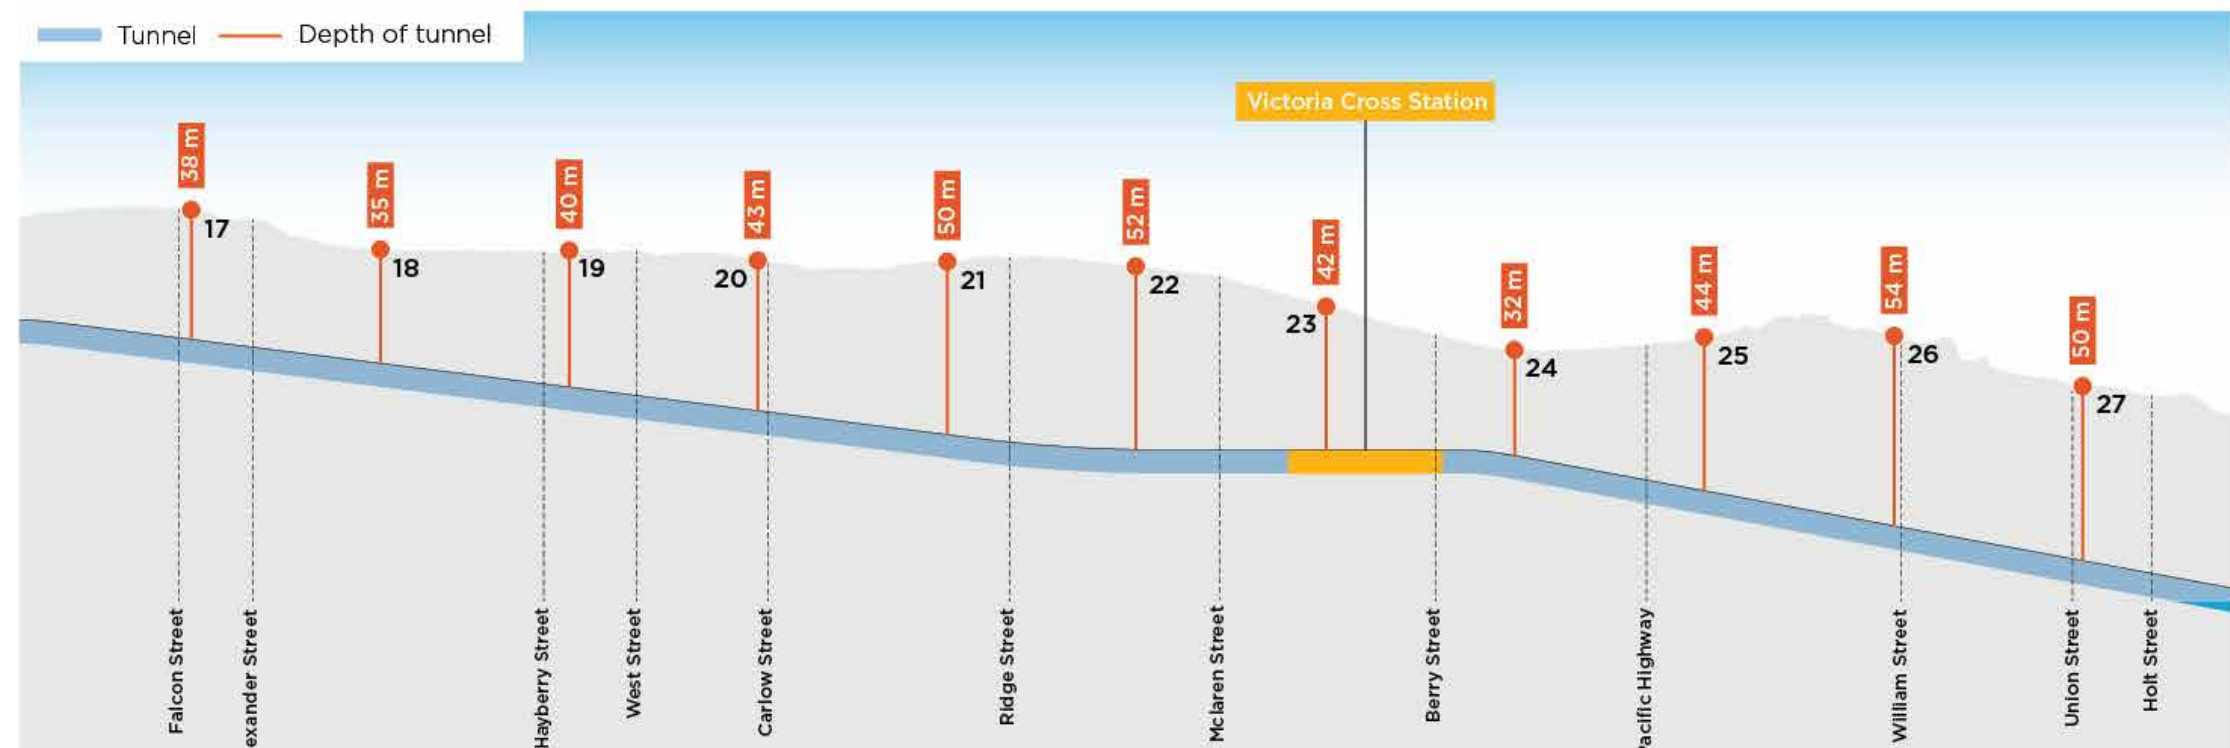 Tunnel
Depth of tunnel
Victoria Cross Station
38 m
17
35 m
18
40 m
19
43 m
20
50 m
21
52 m
22
42 m
23
32 m
24
44 m
25
54 m
26
50 m
27
Falcon Street
exander Street
Hayberry Street
West Street
Carlow Street
Ridge Street
Mclaren Street
Berry Street
Pacific Highway
William Street
Union Street
Holt Street